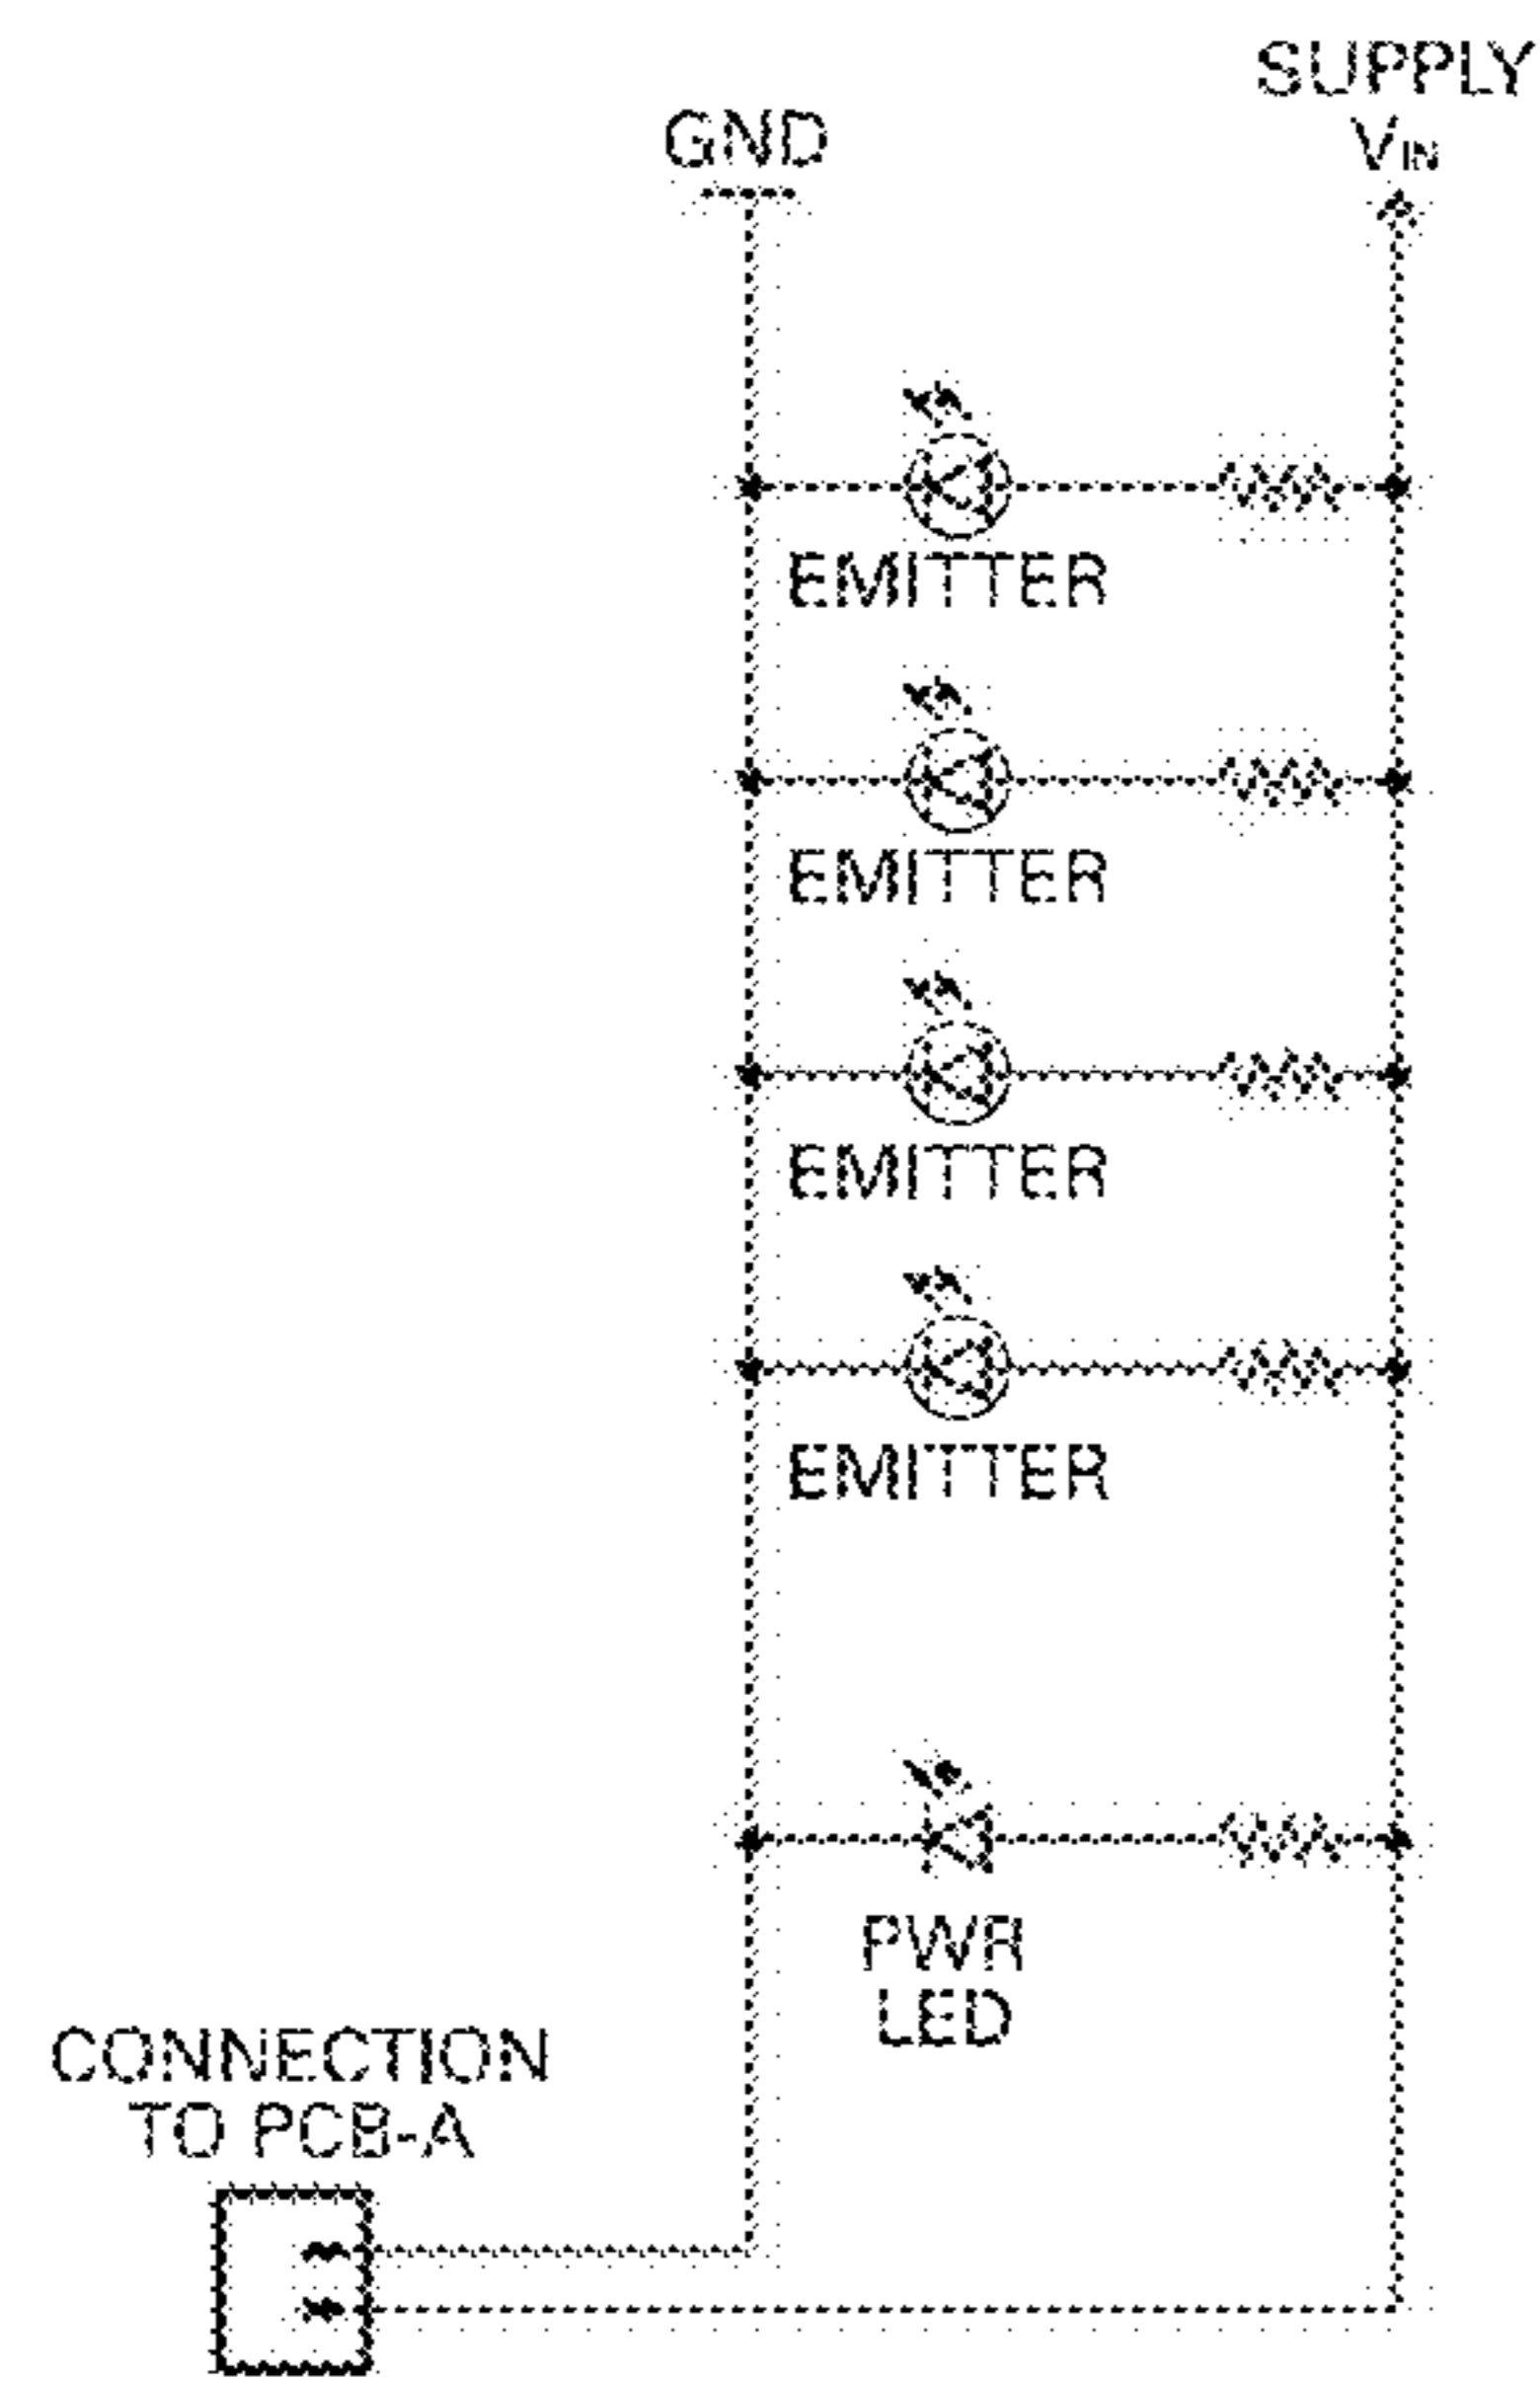 SUPPLY
VIN
GND
EMITTER
EMITTER
EMITTER
EMITTER
PWR
LED
CONNECTION
TO PCB-A